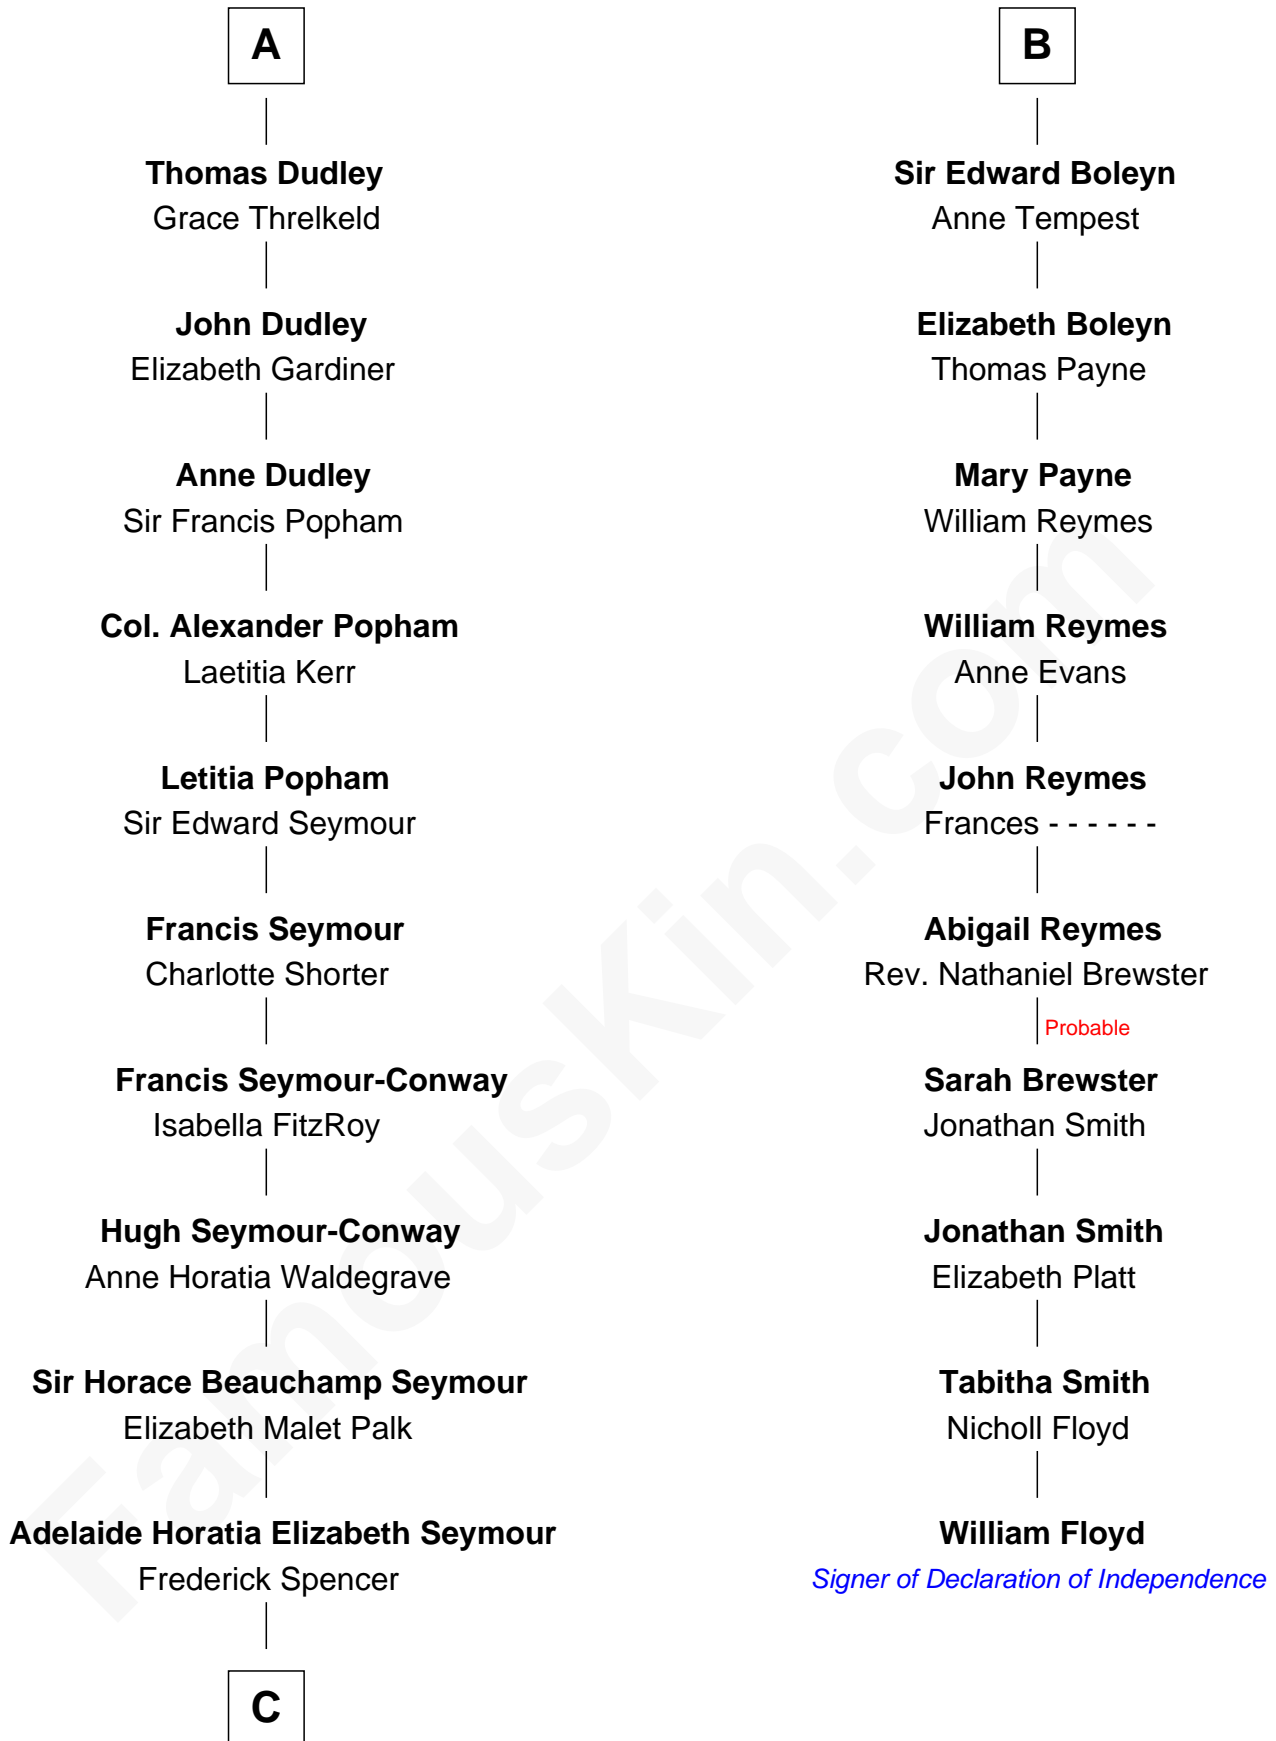 A
Thomas Dudley
Grace Threlkeld
John Dudley
Elizabeth Gardiner
Anne Dudley
Sir Francis Popham
Col. Alexander Popham
Laetitia Kerr
Letitia Popham
Sir Edward Seymour
Francis Seymour
Charlotte Shorter
Francis Seymour-Conway
Isabella FitzRoy
Hugh Seymour-Conway
Anne Horatia Waldegrave
Sir Horace Beauchamp Seymour
Elizabeth Malet Palk
Adelaide Horatia Elizabeth Seymour
Frederick Spencer
C
B
Sir Edward Boleyn
Anne Tempest
Elizabeth Boleyn
Thomas Payne
Mary Payne
William Reymes
William Reymes
Anne Evans
John Reymes
Frances - - - - - -
Abigail Reymes
Rev. Nathaniel Brewster
Probable
Sarah Brewster
Jonathan Smith
Jonathan Smith
Elizabeth Platt
Tabitha Smith
Nicholl Floyd
William Floyd
Signer of Declaration of Independence
FamousKin.com